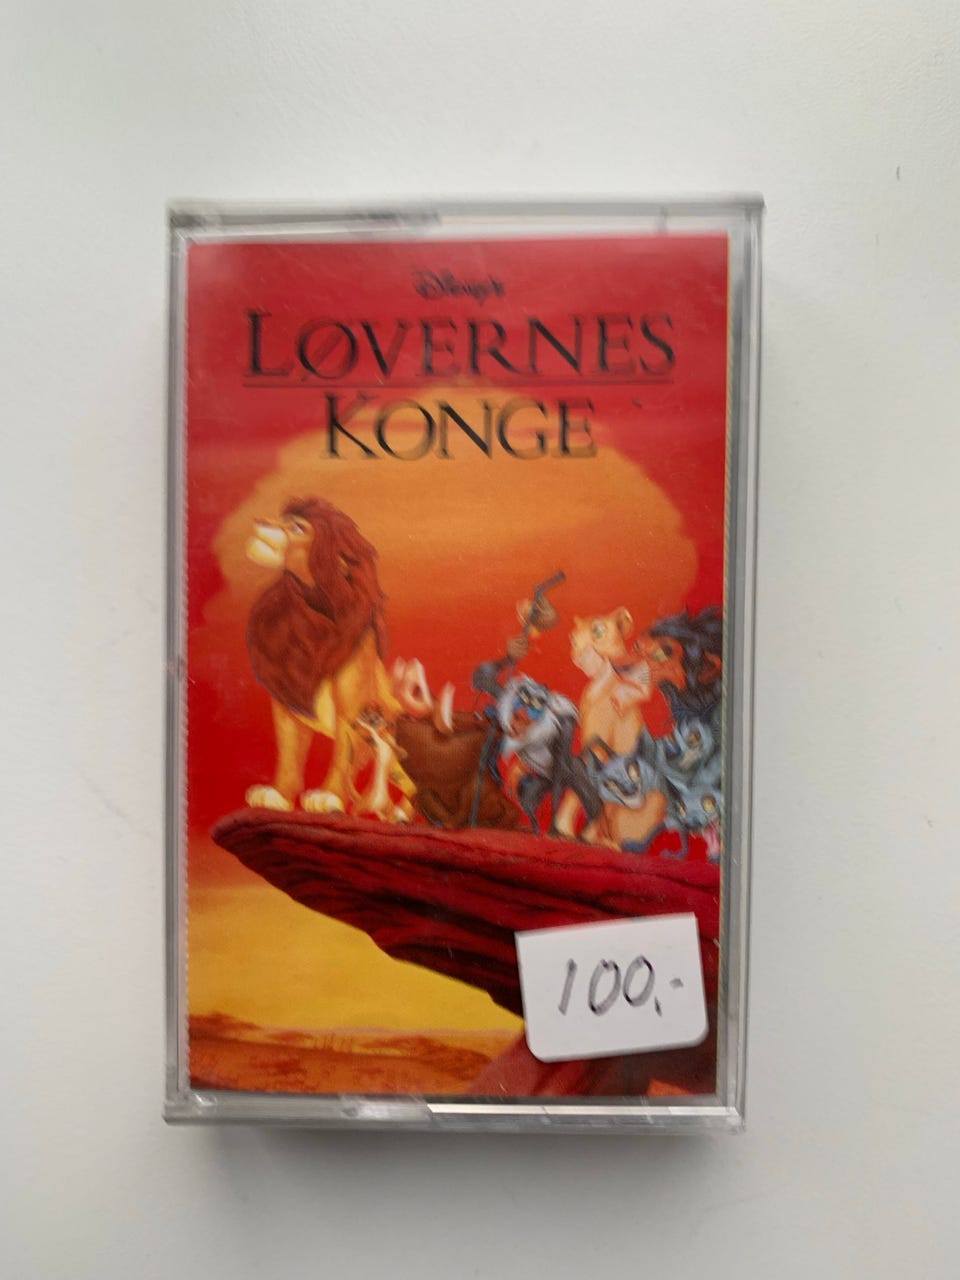 Disney's
LØVERNES
KONGE
100,-